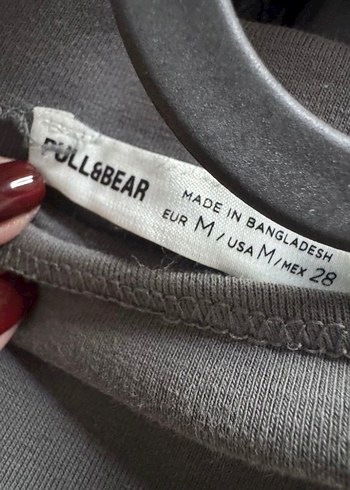 PULL&BEAR
MADE IN BANGLADESH
EUR M / USA M / MEX 28